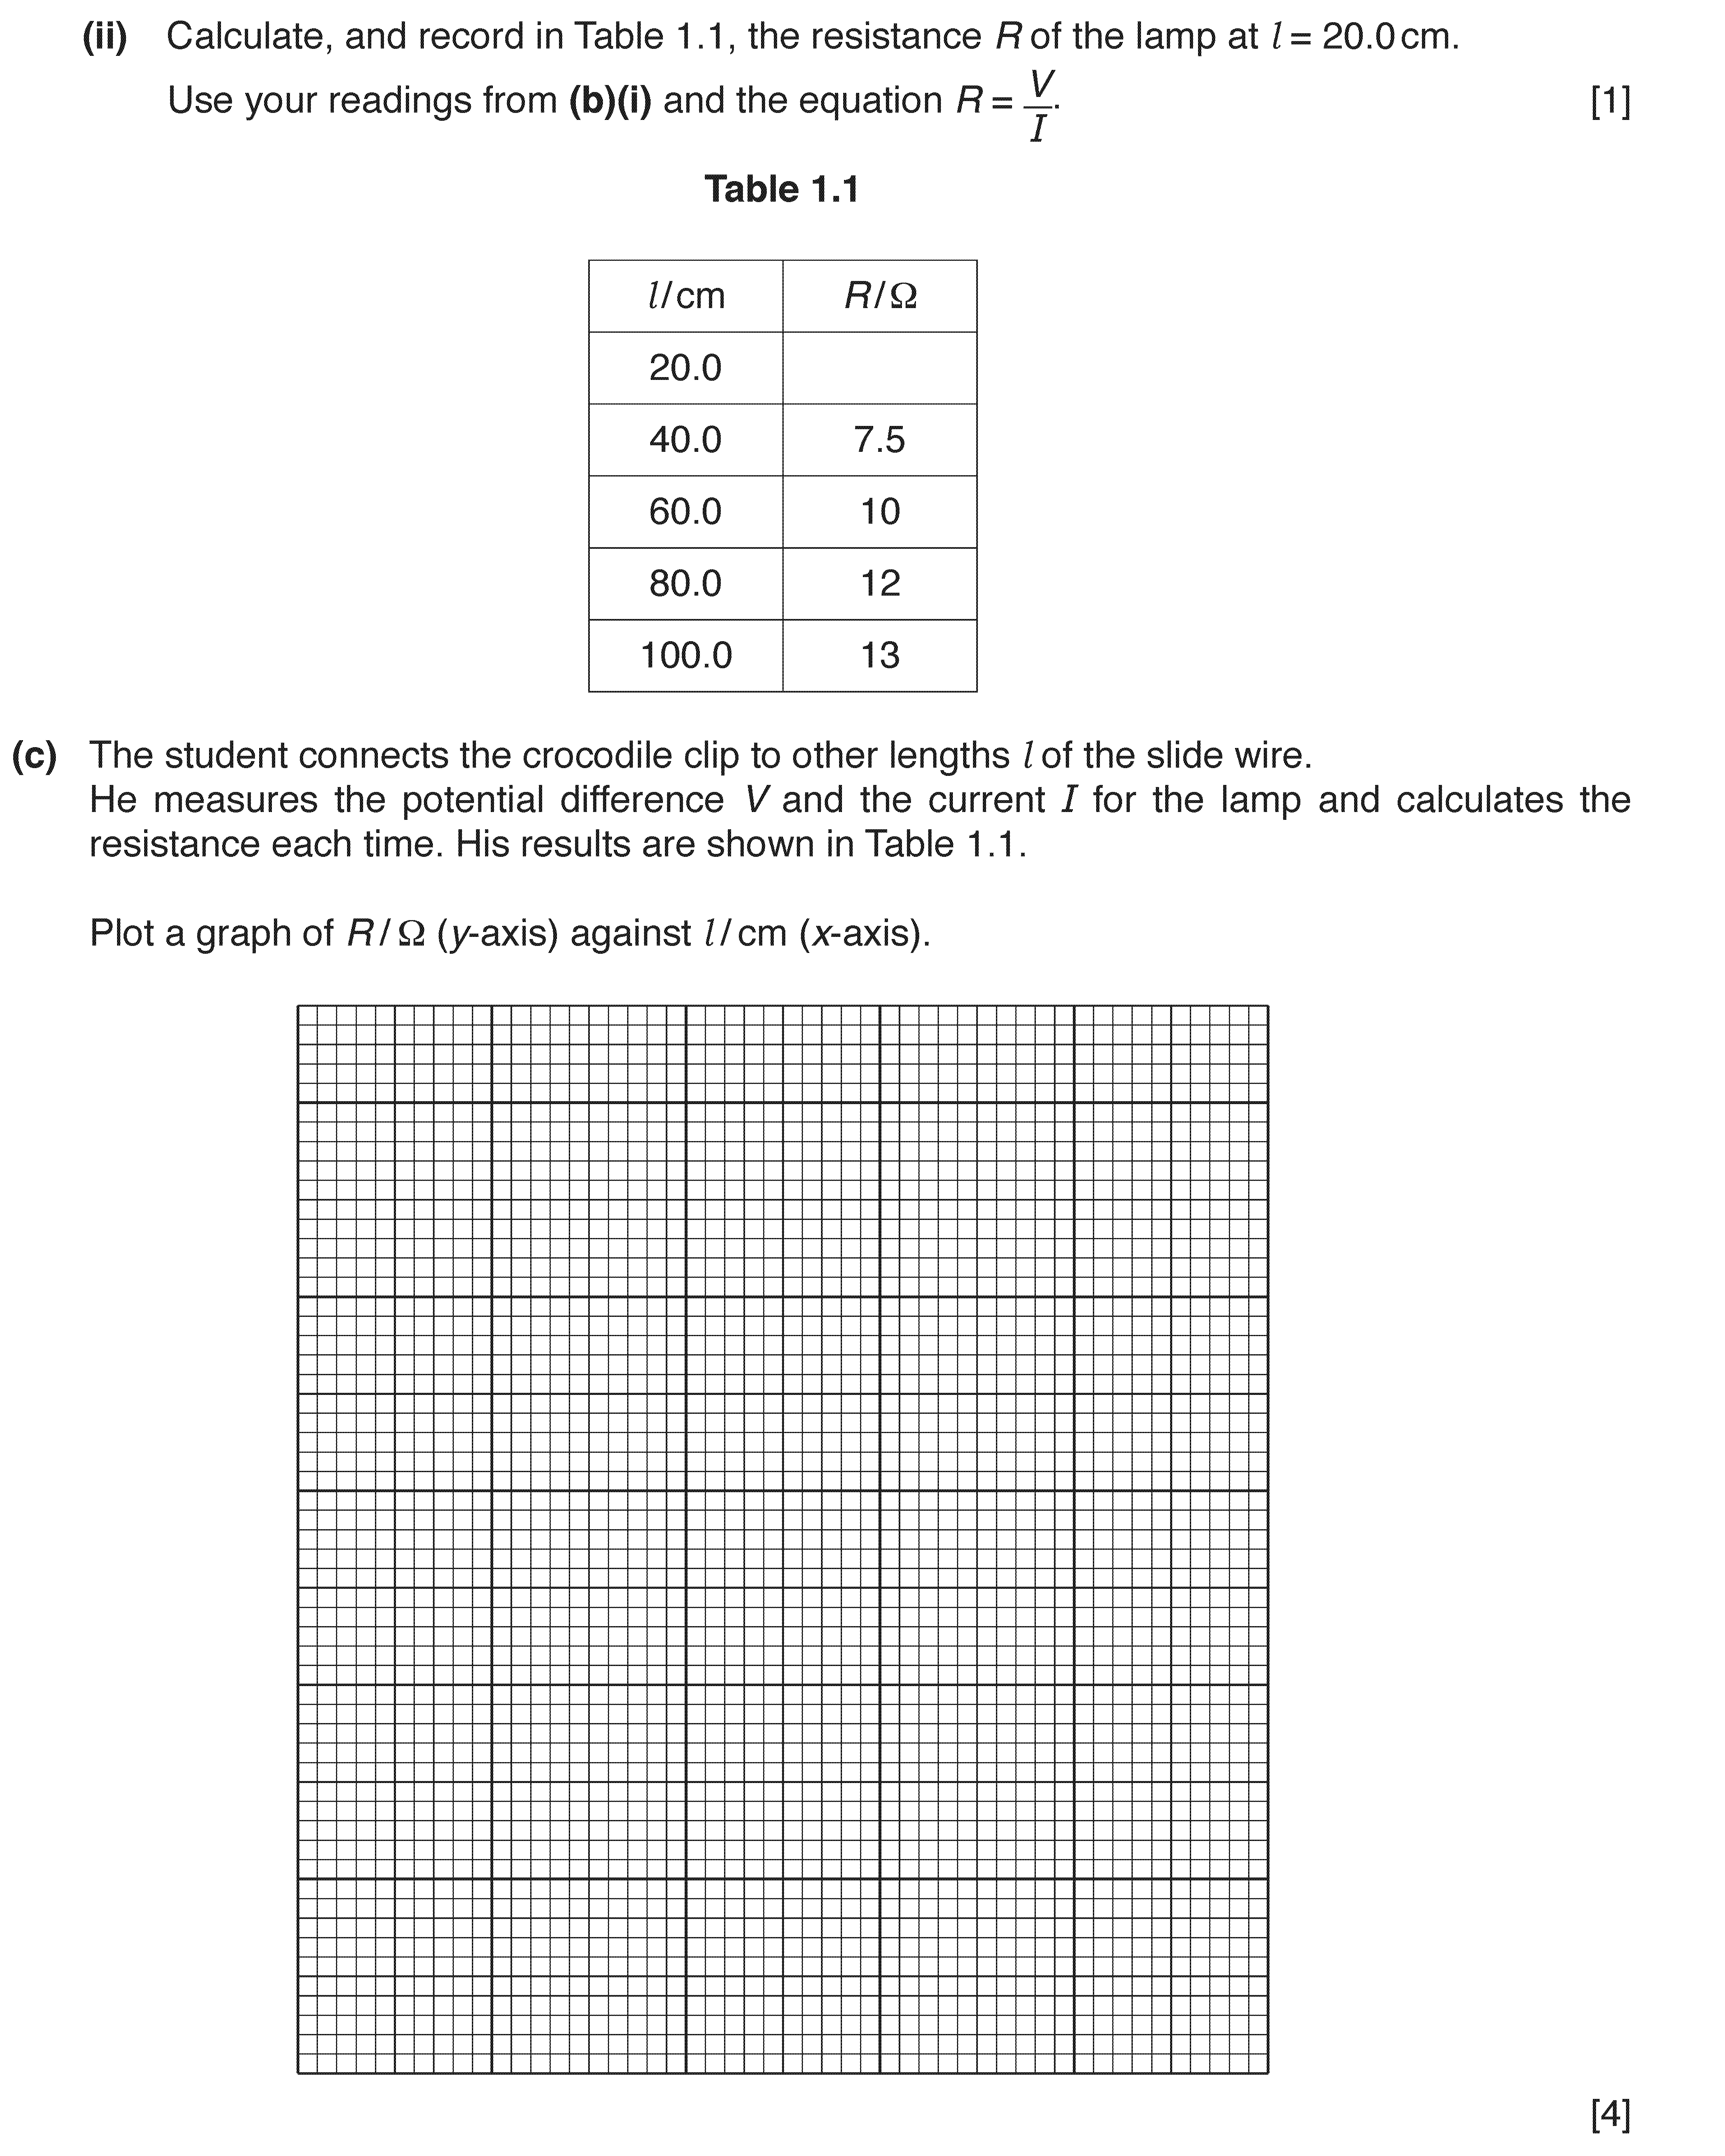 (ii) Calculate, and record in Table 1.1, the resistance R of the lamp at l = 20.0 cm.
Use your readings from (b)(i) and the equation R = V/I. [1]
Table 1.1
l/cm R/Ω
20.0
40.0 7.5
60.0 10
80.0 12
100.0 13
(c) The student connects the crocodile clip to other lengths l of the slide wire.
He measures the potential difference V and the current I for the lamp and calculates the
resistance each time. His results are shown in Table 1.1.
Plot a graph of R/Ω (y-axis) against l/cm (x-axis).
[4]